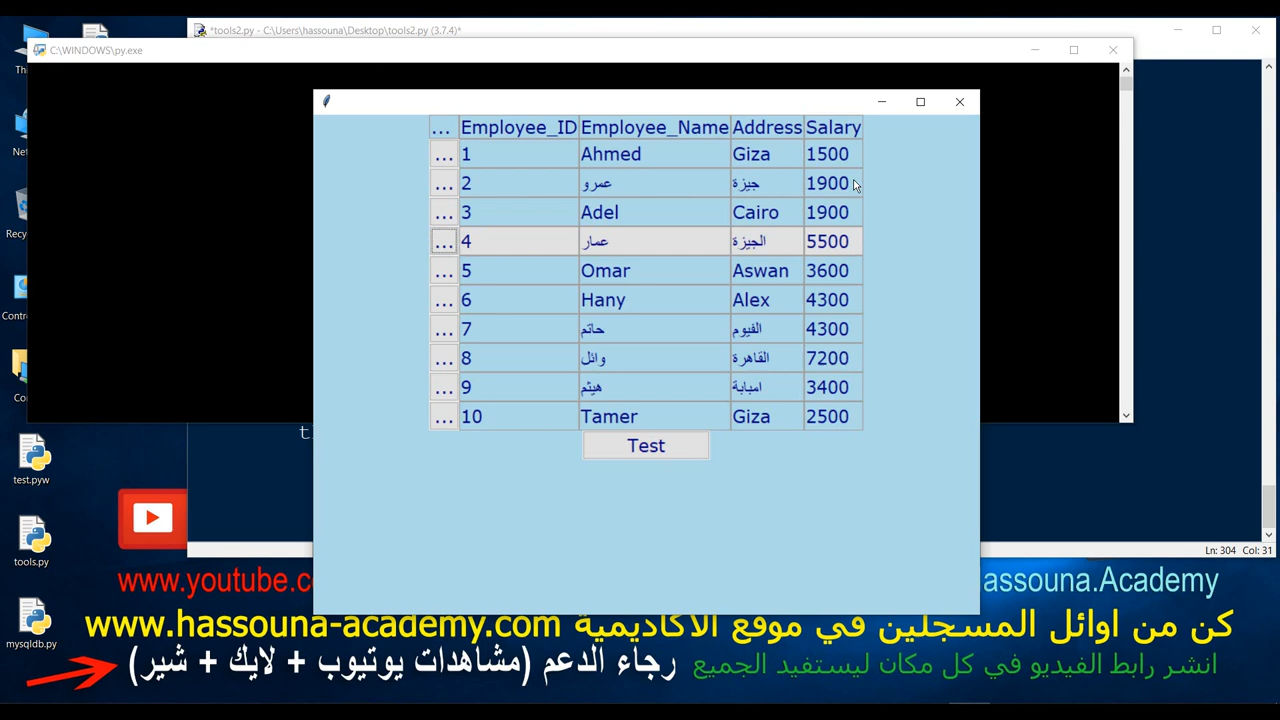 *tools2.py - C:\Users\hassouna\Desktop\tools2.py (3.7.4)*
C:\WINDOWS\py.exe
... Employee_ID Employee_Name Address Salary
... 1 Ahmed Giza 1500
... 2 عمرو جيزة 1900
... 3 Adel Cairo 1900
... 4 عمار الجيزة 5500
... 5 Omar Aswan 3600
... 6 Hany Alex 4300
... 7 حاتم الفيوم 4300
... 8 وائل القاهرة 7200
... 9 هيثم امبابة 3400
... 10 Tamer Giza 2500
Test
Ln: 304 Col: 31
test.pyw
tools.py
mysqldb.py
www.youtube.c
assouna.Academy
كن من اوائل المسجلين في موقع الاكاديمية www.hassouna-academy.com
رجاء الدعم (مشاهدات يوتيوب + لايك + شير)
انشر رابط الفيديو في كل مكان ليستفيد الجميع